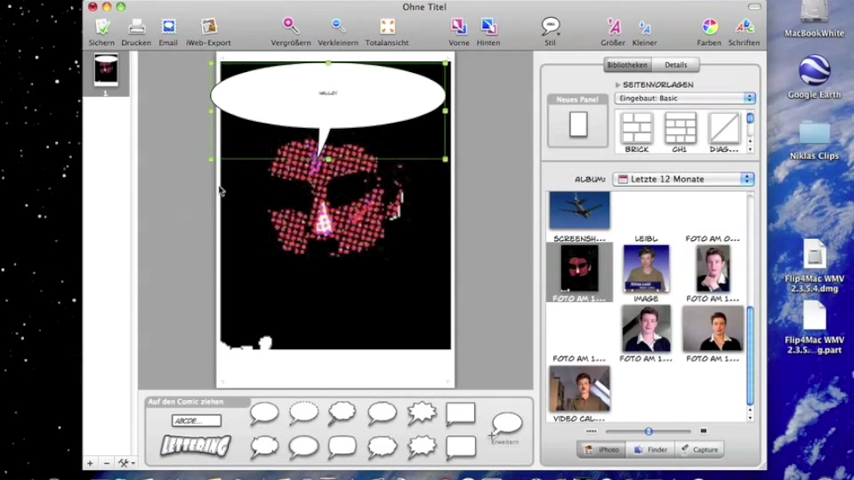 Ohne Titel
Sichern Drucken Email iWeb-Export Vergrößern Verkleinern Totalansicht Vorne Hinten Stil Größer Kleiner Farben Schriften
MacBookWhite
Bibliotheken Details
SEITENVORLAGEN
Neues Panel
Eingebaut: Basic
BRICK CH1 DIAG...
HELLO!
1
Google Earth
Niklas Clips
ALBUM: Letzte 12 Monate
SCREENSH... LEIBL FOTO AM O...
FOTO AM 1... IMAGE FOTO AM 1...
FOTO AM 1... FOTO AM 1... FOTO AM 1...
VIDEO CAL...
Flip4Mac WMV
2.3.5.4.dmg
Flip4Mac WMV
2.3.5....g.part
Auf den Comic ziehen
ABCDE...
LETTERING
Erweitern
iPhoto Finder Capture